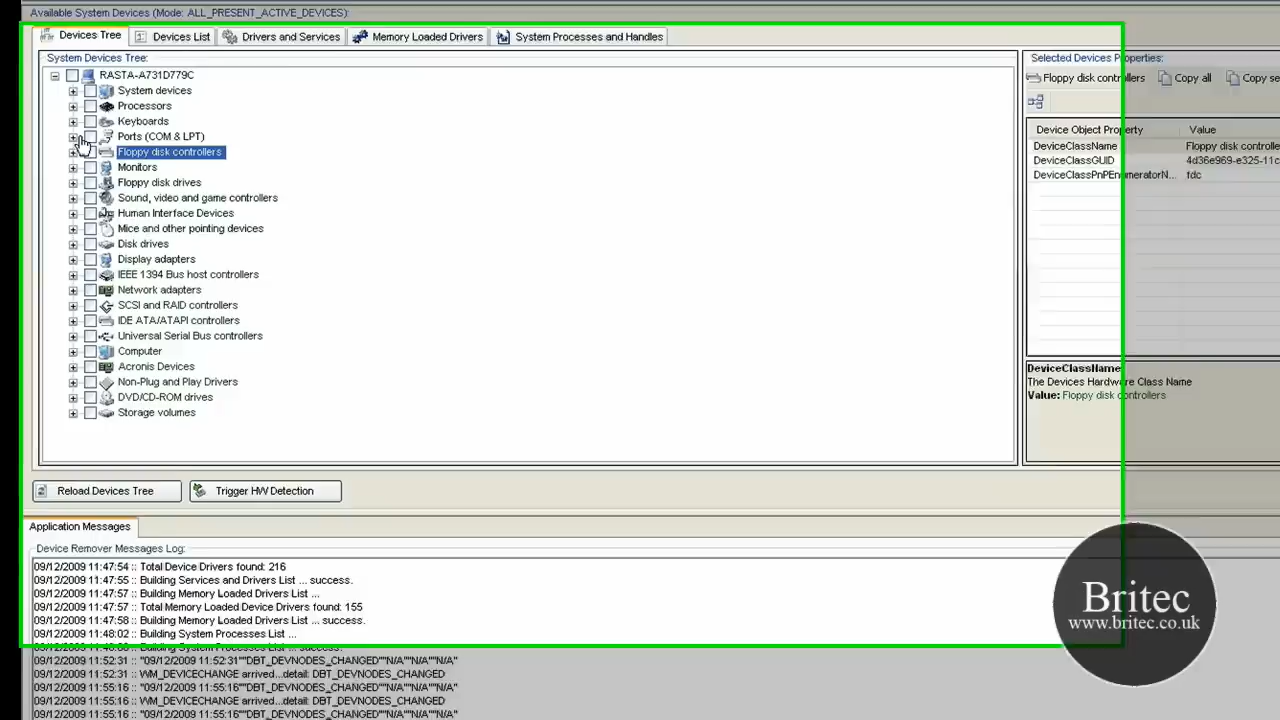 Available System Devices (Mode: ALL_PRESENT_ACTIVE_DEVICES):
Devices Tree
Devices List
Drivers and Services
Memory Loaded Drivers
System Processes and Handles
System Devices Tree:
RASTA-A731D779C
System devices
Processors
Keyboards
Ports (COM & LPT)
Floppy disk controllers
Monitors
Floppy disk drives
Sound, video and game controllers
Human Interface Devices
Mice and other pointing devices
Disk drives
Display adapters
IEEE 1394 Bus host controllers
Network adapters
SCSI and RAID controllers
IDE ATA/ATAPI controllers
Universal Serial Bus controllers
Computer
Acronis Devices
Non-Plug and Play Drivers
DVD/CD-ROM drives
Storage volumes
Selected Devices Properties:
Floppy disk controllers
Copy all
Copy se
Device Object Property Value
DeviceClassName Floppy disk controlle
DeviceClassGUID 4d36e969-e325-11c
DeviceClassPnPEnumeratorN... fdc
DeviceClassName
The Devices Hardware Class Name
Value: Floppy disk controllers
Reload Devices Tree
Trigger HW Detection
Application Messages
Device Remover Messages Log:
09/12/2009 11:47:54 :: Total Device Drivers found: 216
09/12/2009 11:47:55 :: Building Services and Drivers List ... success.
09/12/2009 11:47:57 :: Building Memory Loaded Drivers List ...
09/12/2009 11:47:57 :: Total Memory Loaded Device Drivers found: 155
09/12/2009 11:47:58 :: Building Memory Loaded Drivers List ... success.
09/12/2009 11:48:02 :: Building System Processes List ...
Building System Processes List ... success.
09/12/2009 11:52:31 :: "09/12/2009 11:52:31""DBT_DEVNODES_CHANGED""N/A""N/A""N/A"
09/12/2009 11:52:31 :: WM_DEVICECHANGE arrived...detail: DBT_DEVNODES_CHANGED
09/12/2009 11:55:16 :: "09/12/2009 11:55:16""DBT_DEVNODES_CHANGED""N/A""N/A""N/A"
09/12/2009 11:55:16 :: WM_DEVICECHANGE arrived...detail: DBT_DEVNODES_CHANGED
09/12/2009 11:55:16 :: "09/12/2009 11:55:16""DBT_DEVNODES_CHANGED""N/A""N/A""N/A"
Britec
www.britec.co.uk